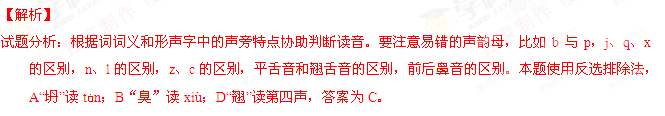 【解析】
试题分析：根据词词义和形声字中的声旁特点协助判断读音。要注意易错的声韵母，比如 b 与 p，j、q、x
的区别，n、l 的区别，z、c 的区别，平舌音和翘舌音的区别，前后鼻音的区别。本题使用反选排除法，
A“坍”读 tān；B“臭”读 xiù；D“翘”读第四声，答案为 C。